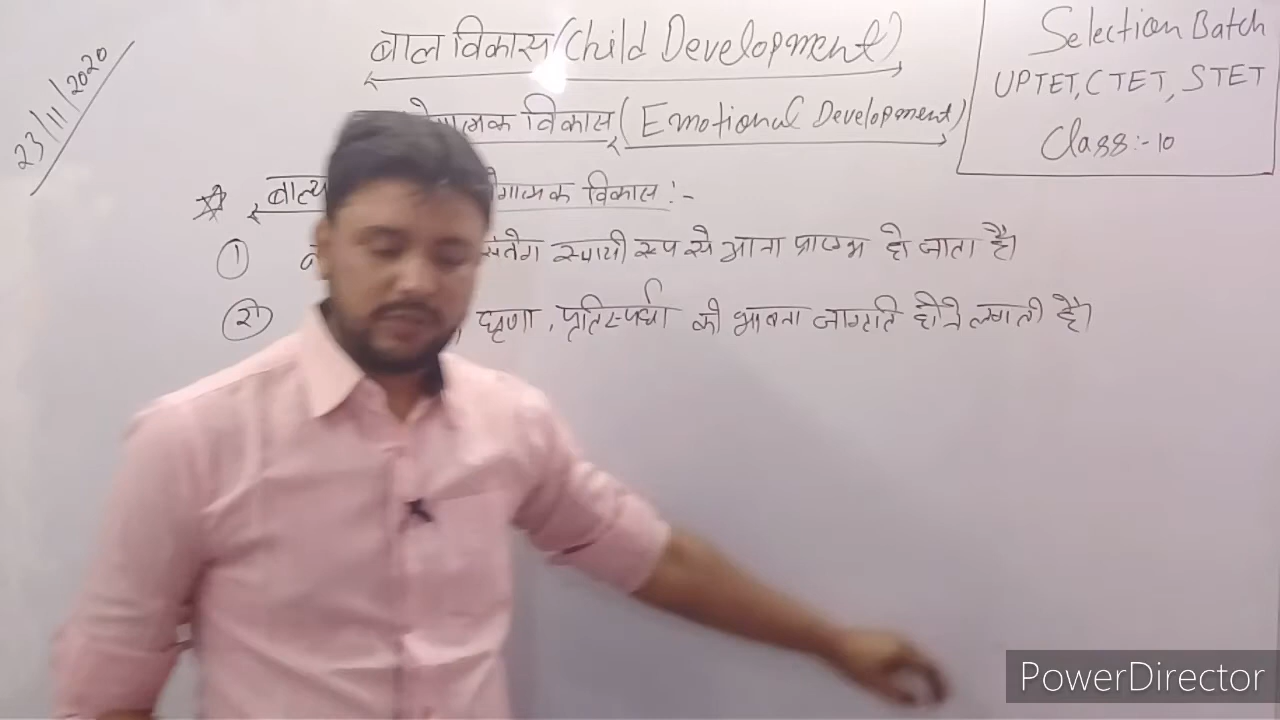 23/11/2020
बाल विकास (Child Development)
विकास (Emotional Development)
Selection Batch
UPTET, CTET, STET
Class:- 10
विकास :-
① संवेग स्थायी रूप से आना प्रारम्भ हो जाता है।
② घृणा, प्रतिस्पर्धा की भावना जागृति होने लगती है।
PowerDirector